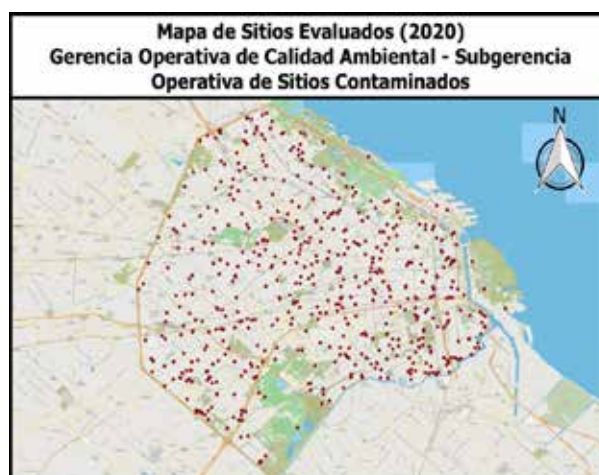 Mapa de Sitios Evaluados (2020)
Gerencia Operativa de Calidad Ambiental - Subgerencia
Operativa de Sitios Contaminados
N